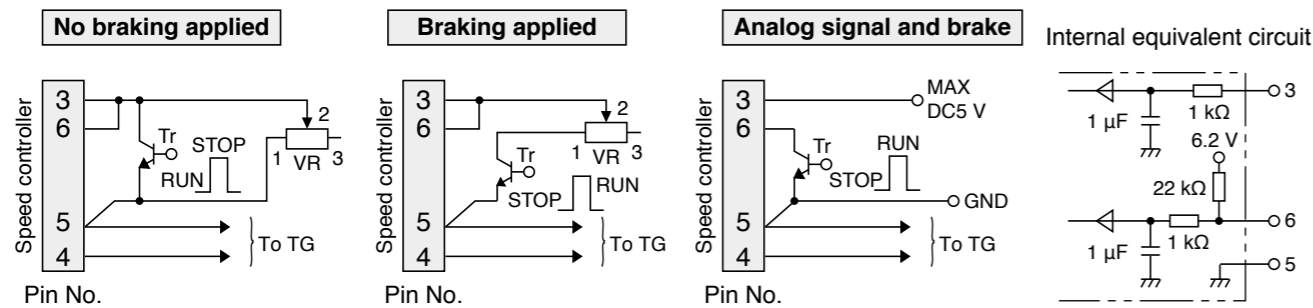 No braking applied
Speed controller
3
6
5
4
Tr
STOP
RUN
2
1 VR 3
To TG
Pin No.
Braking applied
Speed controller
3
6
5
4
2
1 VR 3
Tr
STOP
RUN
To TG
Pin No.
Analog signal and brake
Speed controller
3
6
5
4
MAX
DC5 V
Tr
RUN
STOP
GND
To TG
Pin No.
Internal equivalent circuit
3
1 kΩ
1 µF
6.2 V
22 kΩ
6
1 kΩ
1 µF
5